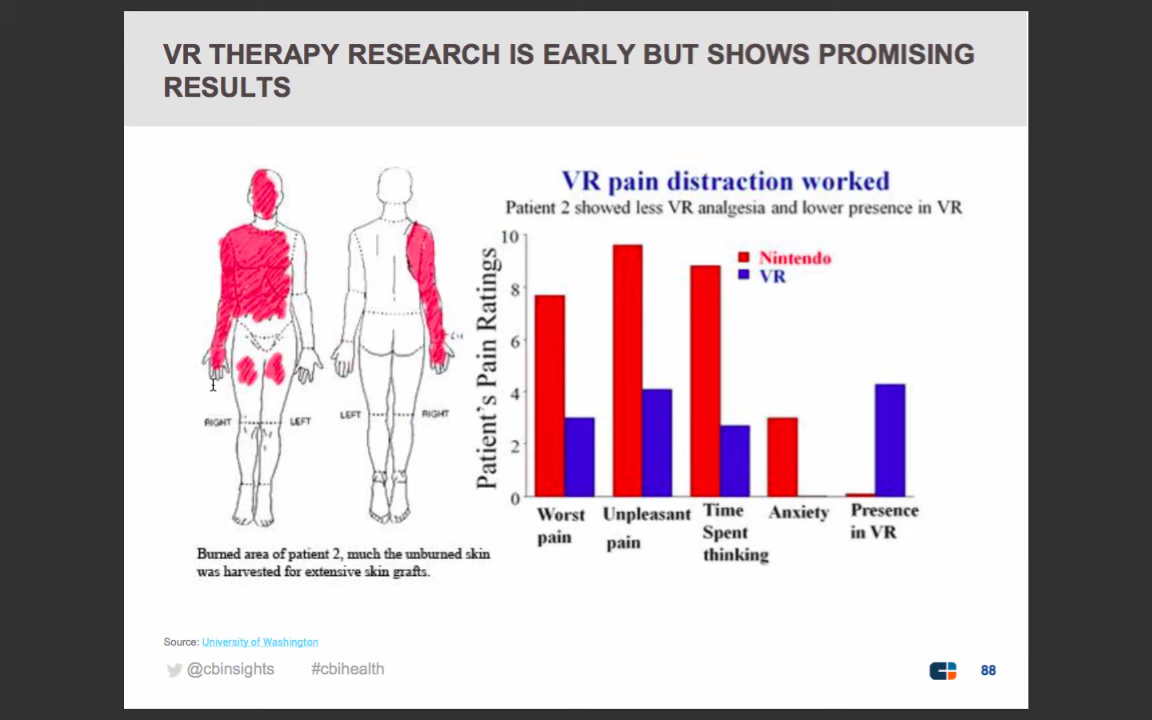 VR THERAPY RESEARCH IS EARLY BUT SHOWS PROMISING
RESULTS
VR pain distraction worked
Patient 2 showed less VR analgesia and lower presence in VR
Patient's Pain Ratings
10
8
6
4
2
0
Nintendo
VR
Worst
pain
Unpleasant
pain
Time
Spent
thinking
Anxiety
Presence
in VR
RIGHT
LEFT
LEFT
RIGHT
Burned area of patient 2, much the unburned skin
was harvested for extensive skin grafts.
Source: University of Washington
@cbinsights #cbihealth
88